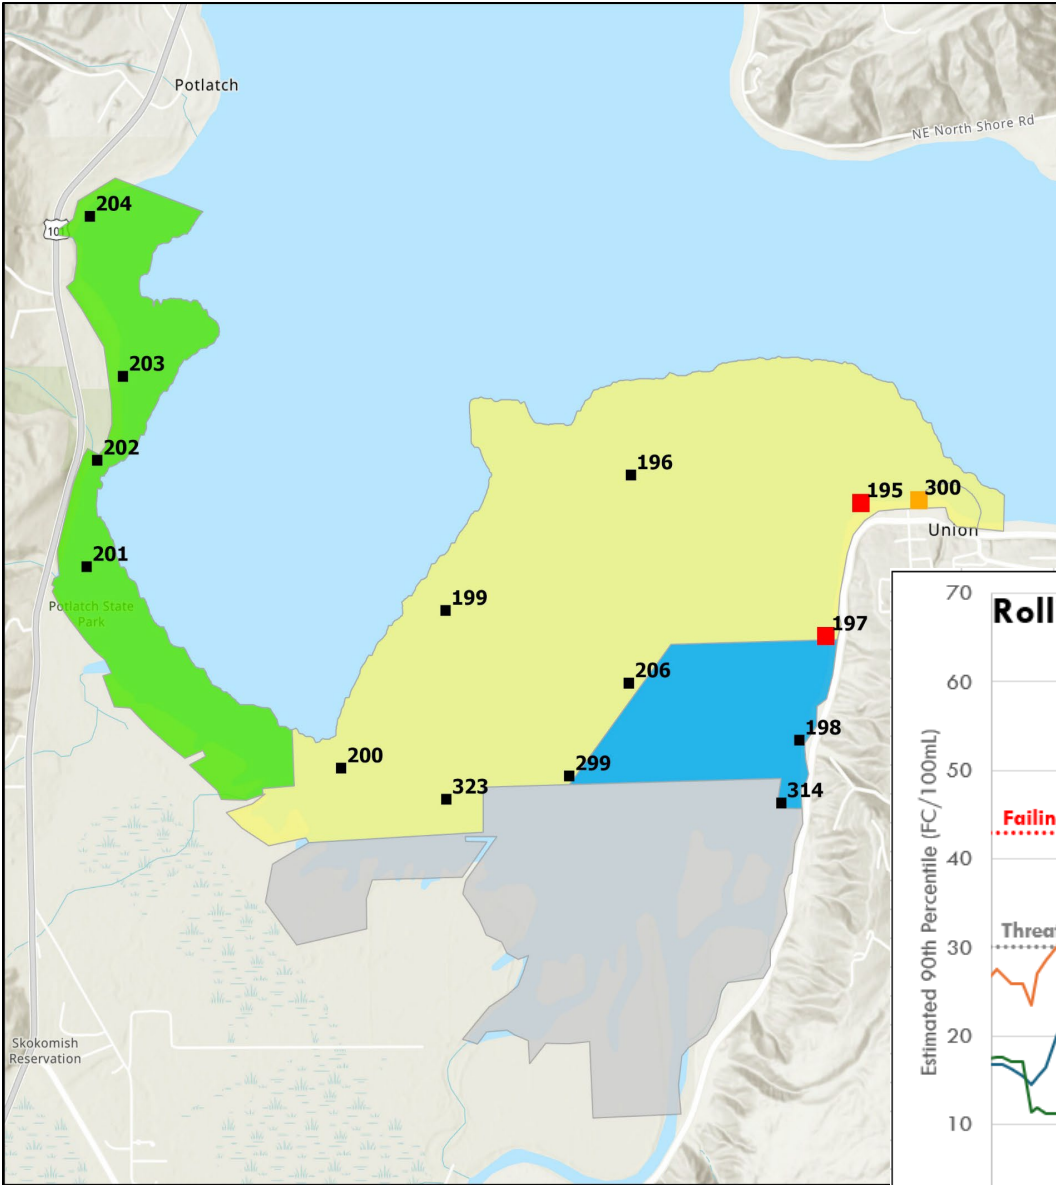 Potlatch
NE North Shore Rd
204
101
203
202
196
195
300
Union
201
Potlatch State
Park
199
197
206
198
200
299
323
314
70
Roll
60
50
Failin
40
Threa
30
20
10
Estimated 90th Percentile (FC/100mL)
Skokomish
Reservation